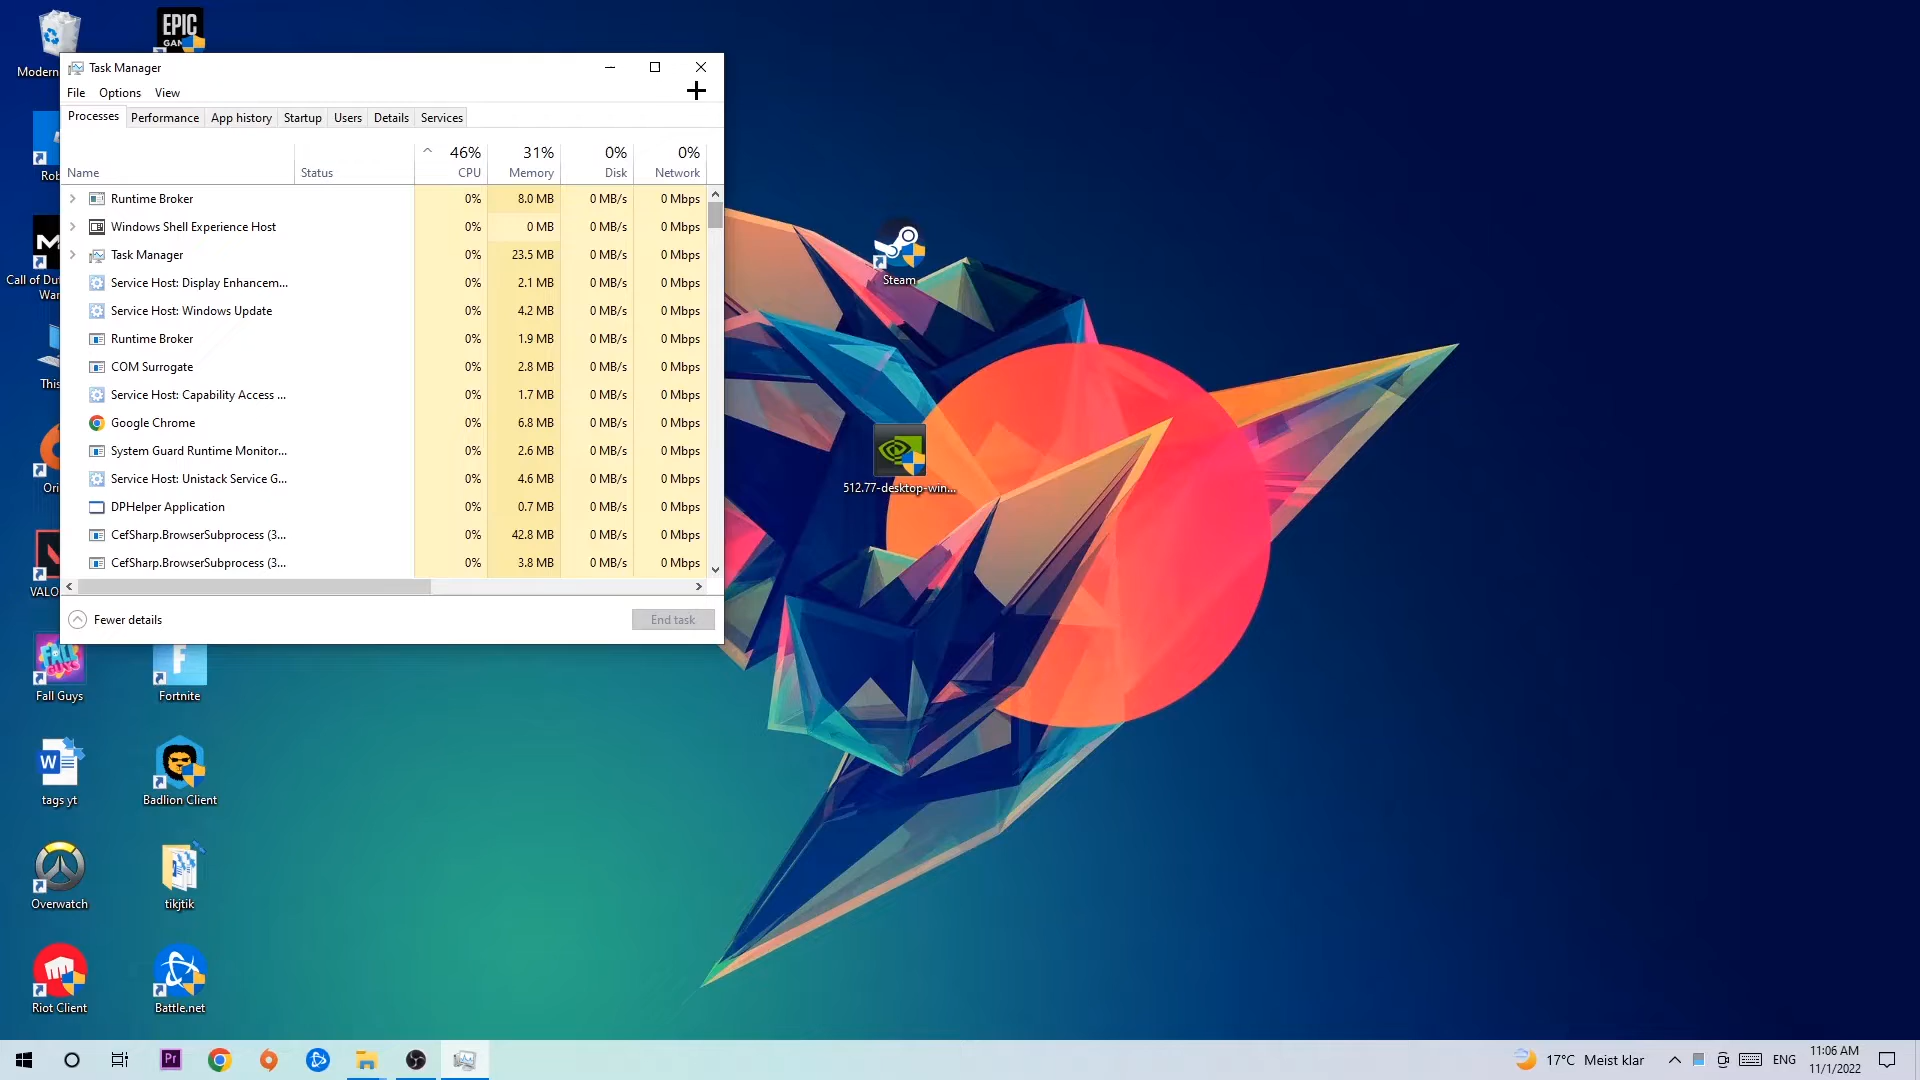 EPIC
Modern
Task Manager
File Options View
Processes Performance App history Startup Users Details Services
46% 31% 0% 0%
Name Status CPU Memory Disk Network
Runtime Broker 0% 8.0 MB 0 MB/s 0 Mbps
Windows Shell Experience Host 0% 0 MB 0 MB/s 0 Mbps
Task Manager 0% 23.5 MB 0 MB/s 0 Mbps
Service Host: Display Enhancem... 0% 2.1 MB 0 MB/s 0 Mbps
Service Host: Windows Update 0% 4.2 MB 0 MB/s 0 Mbps
Runtime Broker 0% 1.9 MB 0 MB/s 0 Mbps
COM Surrogate 0% 2.8 MB 0 MB/s 0 Mbps
Service Host: Capability Access ... 0% 1.7 MB 0 MB/s 0 Mbps
Google Chrome 0% 6.8 MB 0 MB/s 0 Mbps
System Guard Runtime Monitor... 0% 2.6 MB 0 MB/s 0 Mbps
Service Host: Unistack Service G... 0% 4.6 MB 0 MB/s 0 Mbps
DPHelper Application 0% 0.7 MB 0 MB/s 0 Mbps
CefSharp.BrowserSubprocess (3... 0% 42.8 MB 0 MB/s 0 Mbps
CefSharp.BrowserSubprocess (3... 0% 3.8 MB 0 MB/s 0 Mbps
Fewer details End task
Rob
Call of Du
War
This
Ori
VALO
Steam
512.77-desktop-win...
Fall Guys
Fortnite
tags yt
Badlion Client
Overwatch
tikjtik
Riot Client
Battle.net
Pr
17°C Meist klar
ENG
11:06 AM
11/1/2022